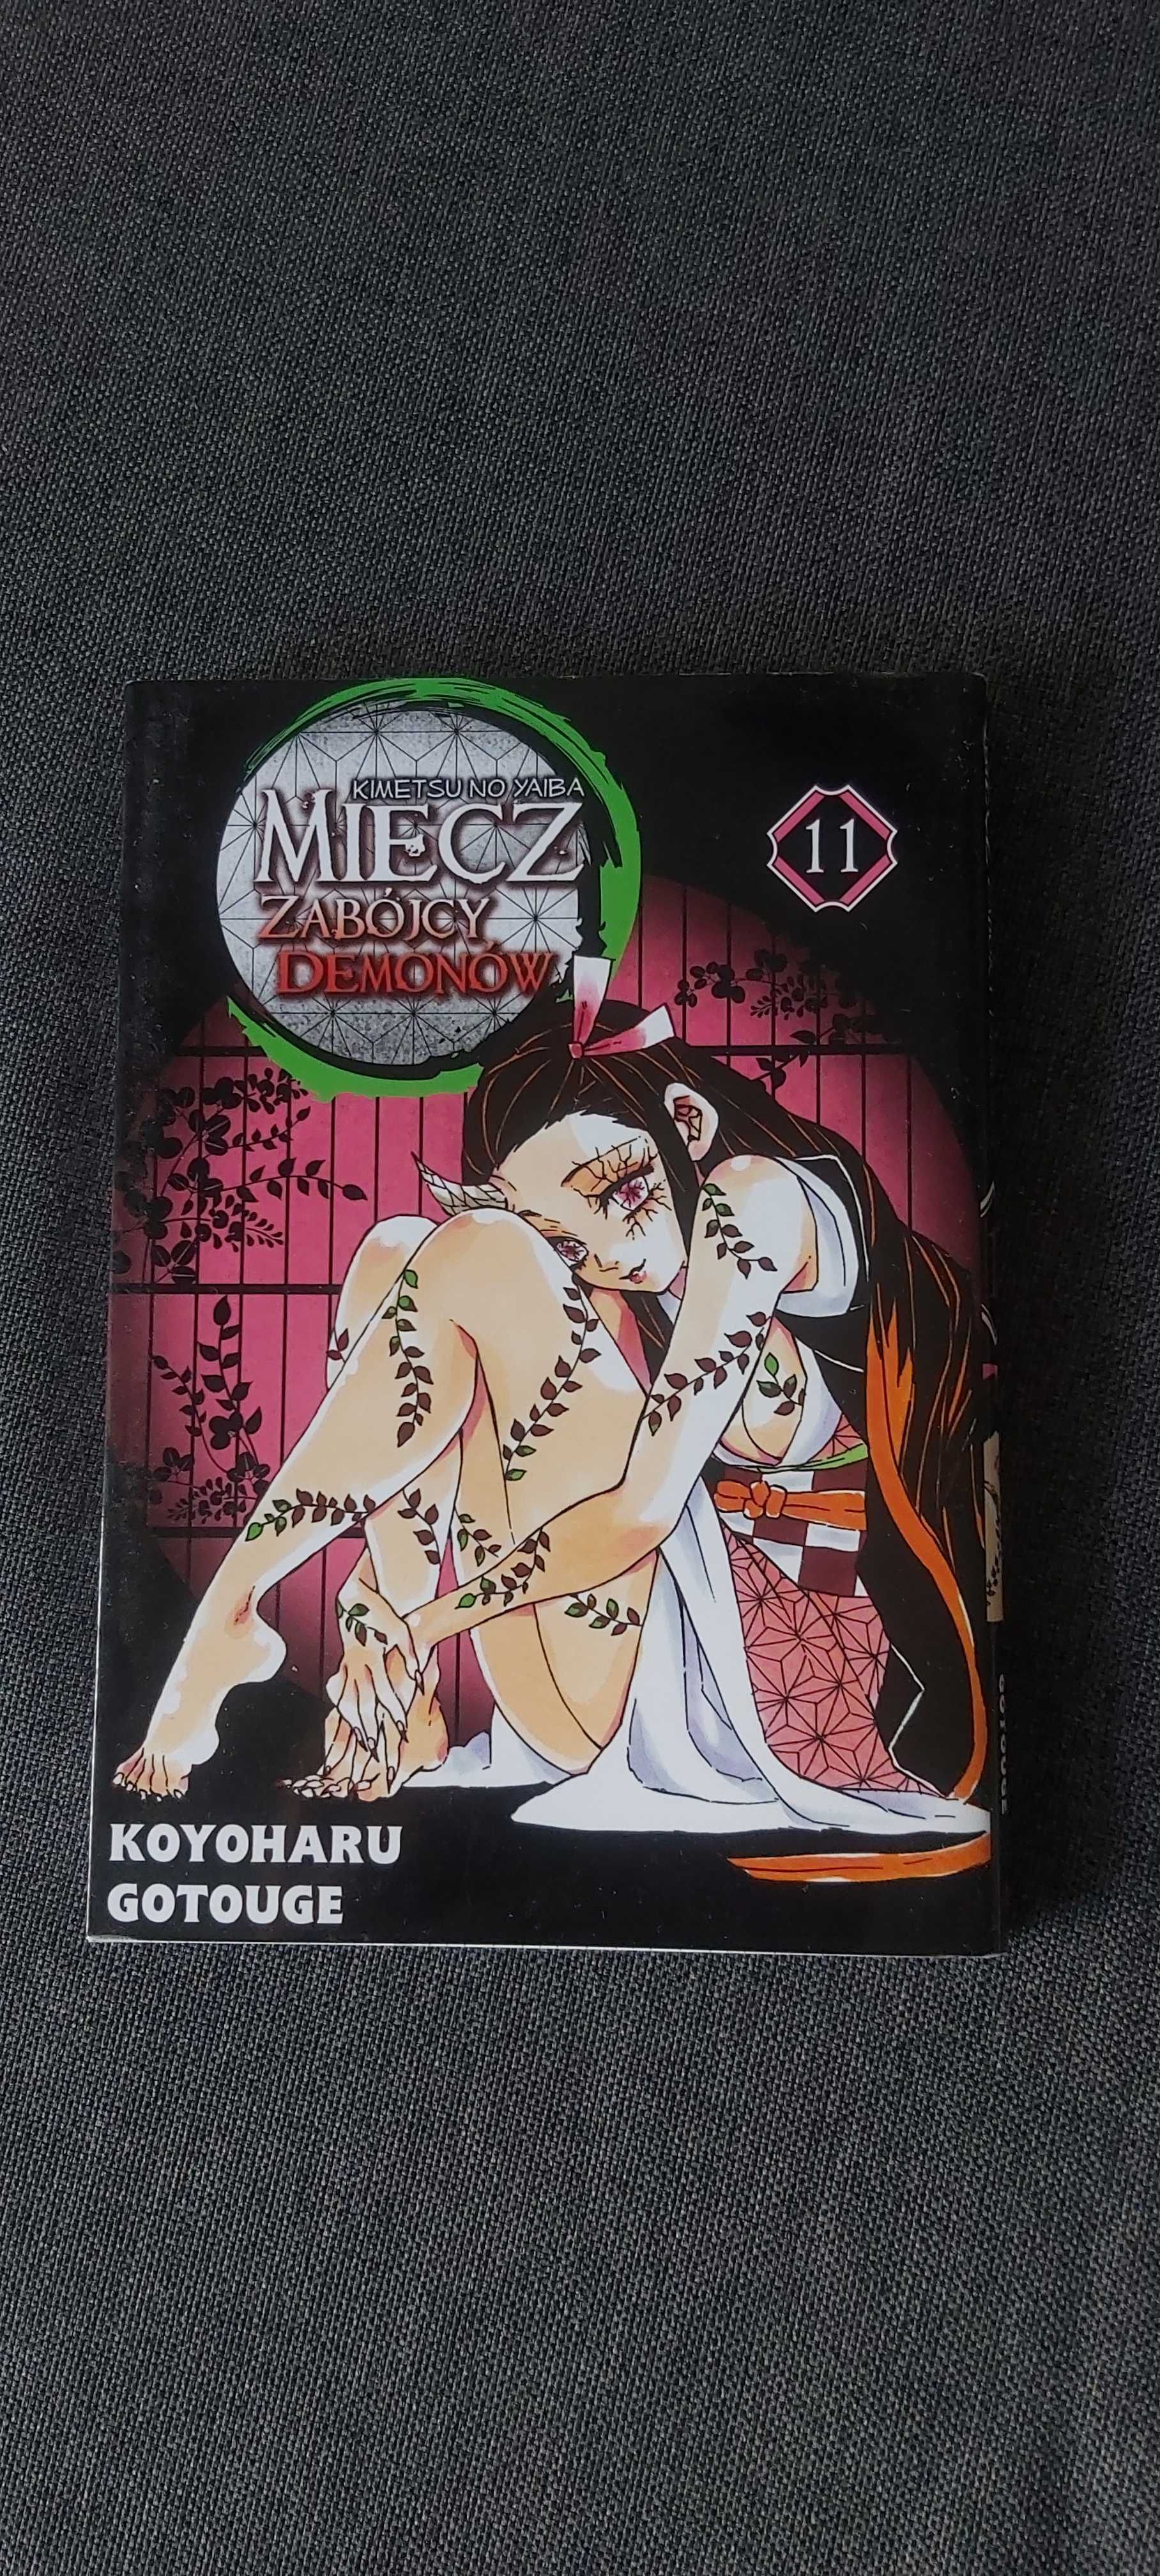 KIMETSU NO YAIBA
MIECZ
ZABÓJCY
DEMONÓW
11
KOYOHARU
GOTOUGE